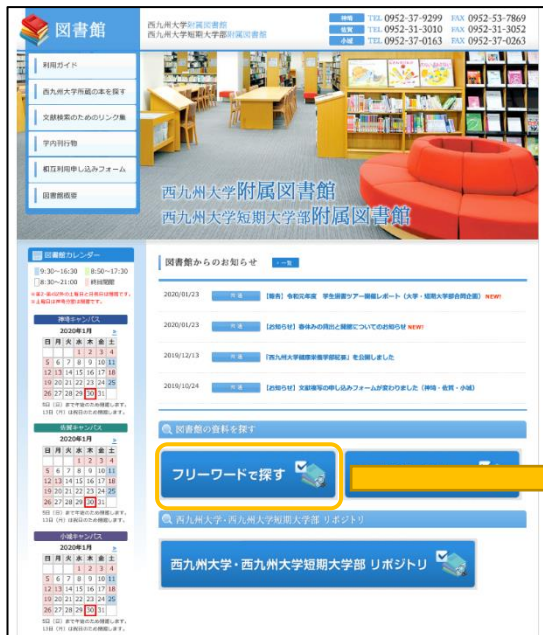 図書館
西九州大学附属図書館
西九州大学短期大学部附属図書館
神埼 TEL 0952-37-9299 FAX 0952-53-7869
佐賀 TEL 0952-31-3010 FAX 0952-31-3052
小城 TEL 0952-37-0163 FAX 0952-37-0263
利用ガイド
西九州大学所蔵の本を探す
文献検索のためのリンク集
学内刊行物
相互利用申し込みフォーム
図書館概要
西九州大学附属図書館
西九州大学短期大学部附属図書館
図書館カレンダー
9:30~16:30 8:50~17:30
8:30~21:00 終日閉館
神埼キャンパス
2020年1月 »
日 月 火 水 木 金 土
1 2 3 4
5 6 7 8 9 10 11
12 13 14 15 16 17 18
19 20 21 22 23 24 25
26 27 28 29 30 31
佐賀キャンパス
2020年1月 »
日 月 火 水 木 金 土
1 2 3 4
5 6 7 8 9 10 11
12 13 14 15 16 17 18
19 20 21 22 23 24 25
26 27 28 29 30 31
小城キャンパス
2020年1月 »
日 月 火 水 木 金 土
1 2 3 4
5 6 7 8 9 10 11
12 13 14 15 16 17 18
19 20 21 22 23 24 25
26 27 28 29 30 31
図書館からのお知らせ 一覧
2020/01/23 共通 【報告】令和元年度 学生選書ツアー開催レポート(大学・短期大学部合同企画) NEW!
2020/01/23 共通 【お知らせ】春休みの貸出と開館についてのお知らせ NEW!
2019/12/13 共通 『西九州大学健康栄養学部紀要』を公開しました
2019/10/24 共通 【お知らせ】文献複写の申し込みフォームが変わりました(神埼・佐賀・小城)
図書館の資料を探す
フリーワードで探す
西九州大学・西九州大学短期大学部 リポジトリ
西九州大学・西九州大学短期大学部 リポジトリ